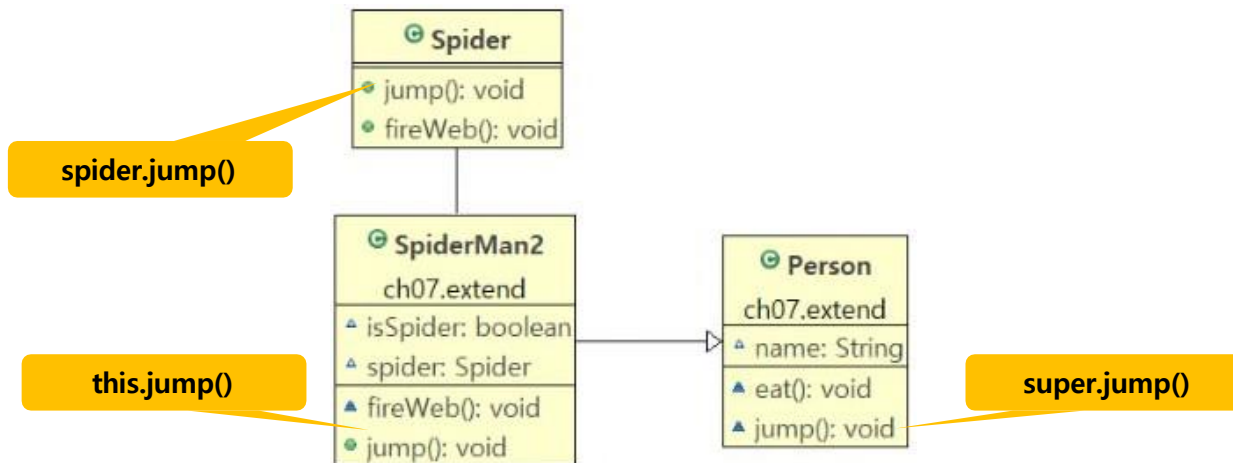 Spider
jump(): void
fireWeb(): void
spider.jump()
SpiderMan2
ch07.extend
isSpider: boolean
spider: Spider
fireWeb(): void
jump(): void
this.jump()
Person
ch07.extend
name: String
eat(): void
jump(): void
super.jump()